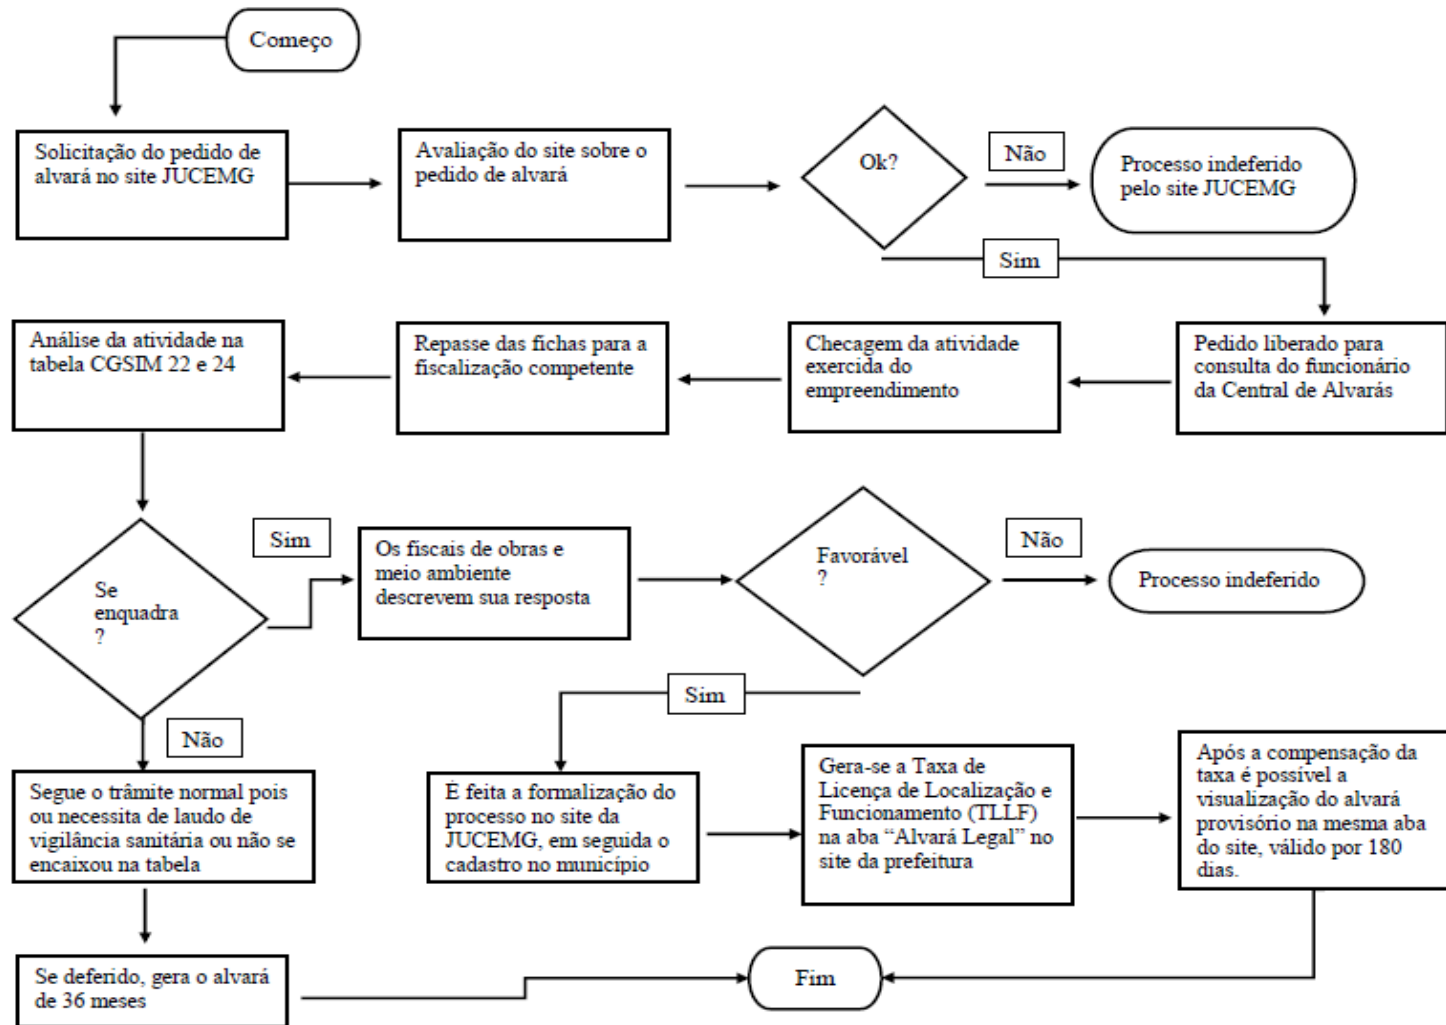 Começo
Solicitação do pedido de
alvará no site JUCEMG
Avaliação do site sobre o
pedido de alvará
Ok?
Não
Processo indeferido
pelo site JUCEMG
Sim
Pedido liberado para
consulta do funcionário
da Central de Alvarás
Checagem da atividade
exercida do
empreendimento
Repasse das fichas para a
fiscalização competente
Análise da atividade na
tabela CGSIM 22 e 24
Se
enquadra
?
Sim
Os fiscais de obras e
meio ambiente
descrevem sua resposta
Favorável
?
Não
Processo indeferido
Sim
Não
Segue o trâmite normal pois
ou necessita de laudo de
vigilância sanitária ou não se
encaixou na tabela
É feita a formalização do
processo no site da
JUCEMG, em seguida o
cadastro no município
Gera-se a Taxa de
Licença de Localização e
Funcionamento (TLLF)
na aba “Alvará Legal” no
site da prefeitura
Após a compensação da
taxa é possível a
visualização do alvará
provisório na mesma aba
do site, válido por 180
dias.
Se deferido, gera o alvará
de 36 meses
Fim